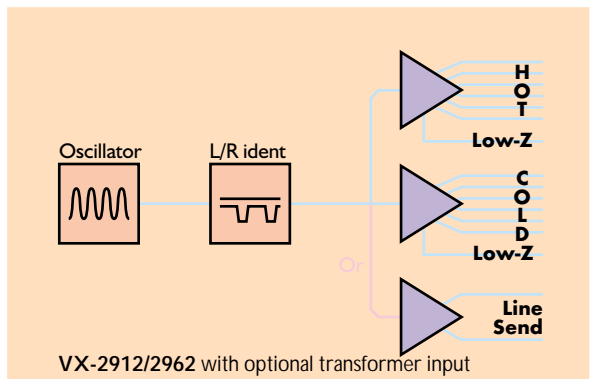 H
O
T
Low-Z
Oscillator
L/R ident
C
O
L
D
Low-Z
Or
Line
Send
VX-2912/2962 with optional transformer input